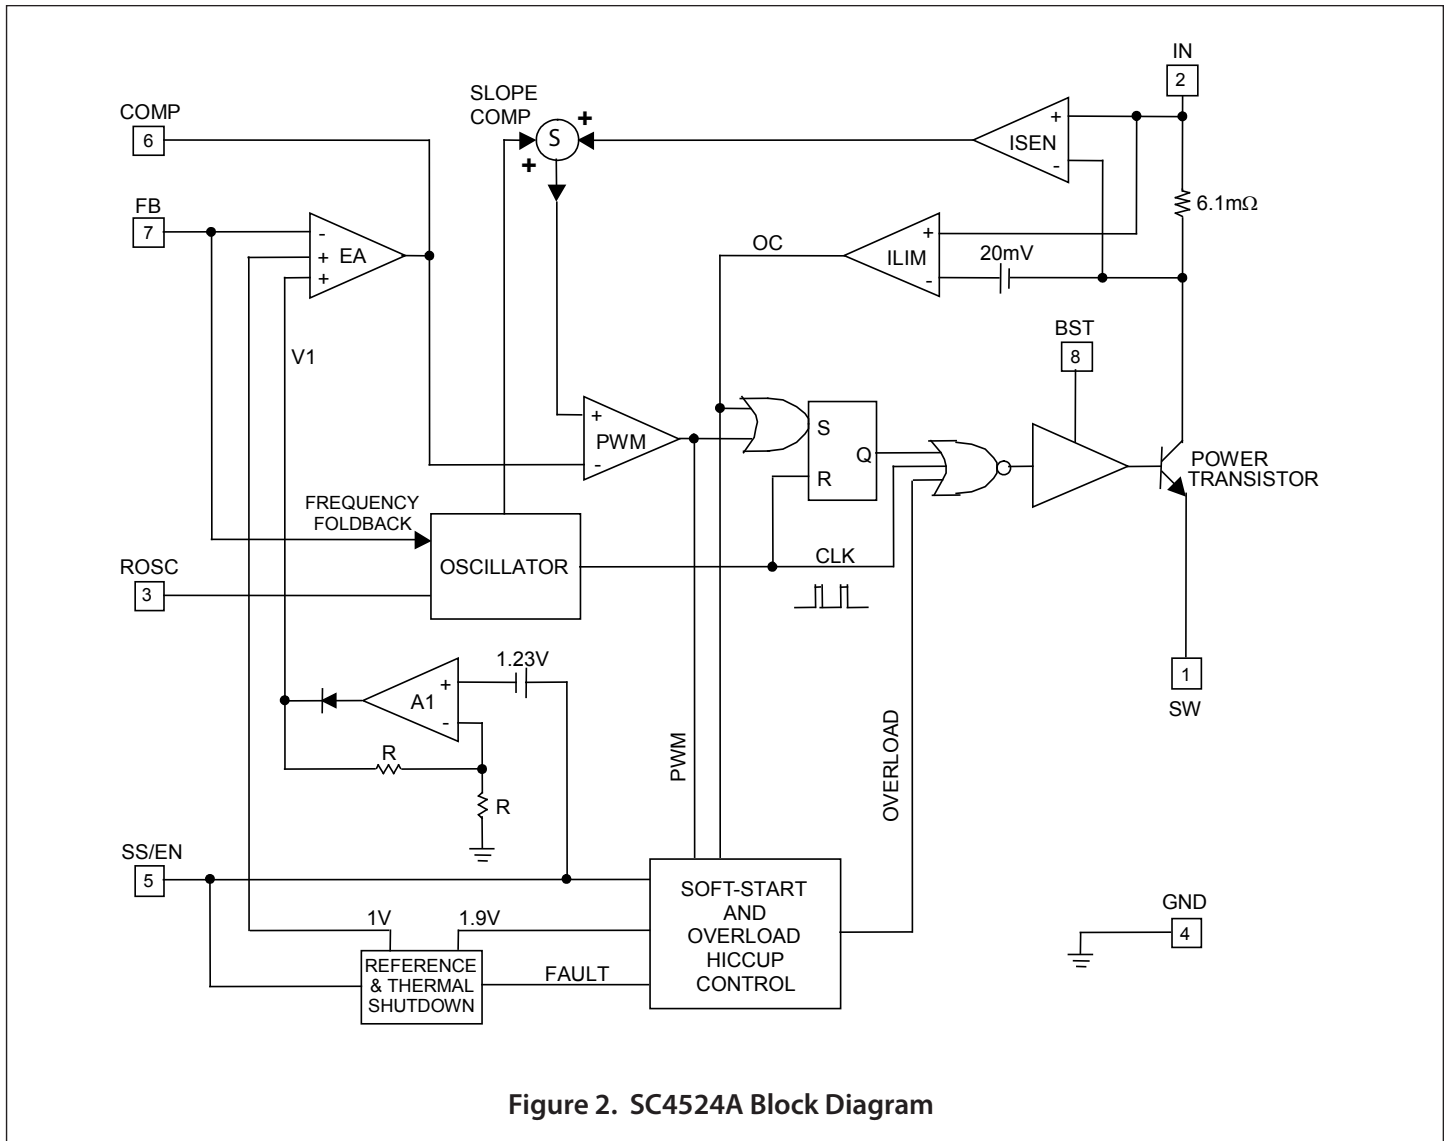 IN
2
SLOPE
COMP
COMP
6
+
S
+
+
ISEN
-
FB
7
-
+
+
EA
6.1mΩ
OC
+
ILIM
-
20mV
V1
BST
8
+
PWM
-
S
R
Q
POWER
TRANSISTOR
FREQUENCY
FOLDBACK
OSCILLATOR
CLK
ROSC
3
1.23V
+
A1
-
R
R
1
SW
PWM
OVERLOAD
SS/EN
5
1V
1.9V
REFERENCE
& THERMAL
SHUTDOWN
FAULT
SOFT-START
AND
OVERLOAD
HICCUP
CONTROL
GND
4
Figure 2. SC4524A Block Diagram